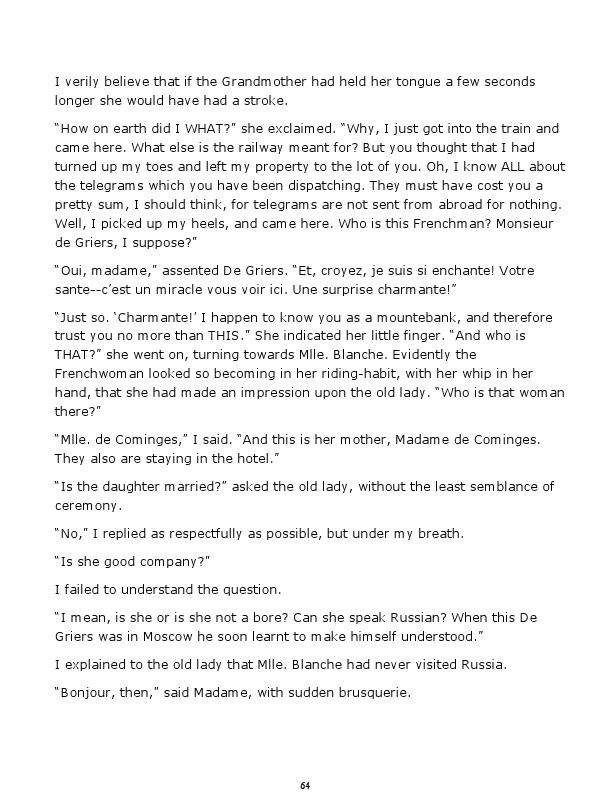 I verily believe that if the Grandmother had held her tongue a few seconds
longer she would have had a stroke.
“How on earth did I WHAT?” she exclaimed. “Why, I just got into the train and
came here. What else is the railway meant for? But you thought that I had
turned up my toes and left my property to the lot of you. Oh, I know ALL about
the telegrams which you have been dispatching. They must have cost you a
pretty sum, I should think, for telegrams are not sent from abroad for nothing.
Well, I picked up my heels, and came here. Who is this Frenchman? Monsieur
de Griers, I suppose?”
“Oui, madame,” assented De Griers. “Et, croyez, je suis si enchante! Votre
sante--c’est un miracle vous voir ici. Une surprise charmante!”
“Just so. ‘Charmante!’ I happen to know you as a mountebank, and therefore
trust you no more than THIS.” She indicated her little finger. “And who is
THAT?” she went on, turning towards Mlle. Blanche. Evidently the
Frenchwoman looked so becoming in her riding-habit, with her whip in her
hand, that she had made an impression upon the old lady. “Who is that woman
there?”
“Mlle. de Cominges,” I said. “And this is her mother, Madame de Cominges.
They also are staying in the hotel.”
“Is the daughter married?” asked the old lady, without the least semblance of
ceremony.
“No,” I replied as respectfully as possible, but under my breath.
“Is she good company?”
I failed to understand the question.
“I mean, is she or is she not a bore? Can she speak Russian? When this De
Griers was in Moscow he soon learnt to make himself understood.”
I explained to the old lady that Mlle. Blanche had never visited Russia.
“Bonjour, then,” said Madame, with sudden brusquerie.
64